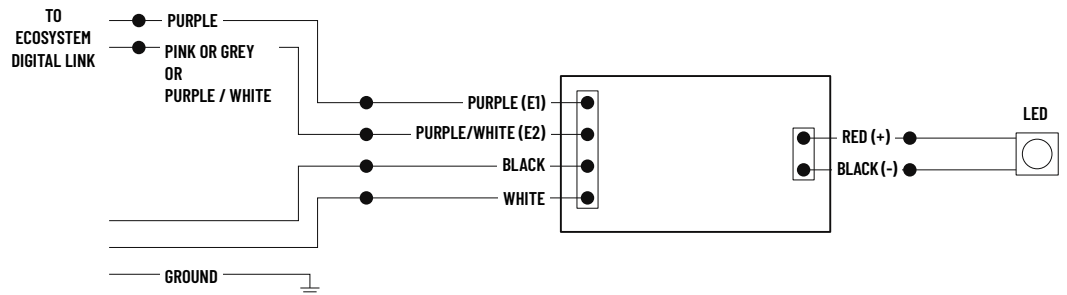 TO
ECOSYSTEM
DIGITAL LINK
PURPLE
PINK OR GREY
OR
PURPLE / WHITE
PURPLE (E1)
PURPLE/WHITE (E2)
BLACK
WHITE
GROUND
RED (+)
BLACK (-)
LED